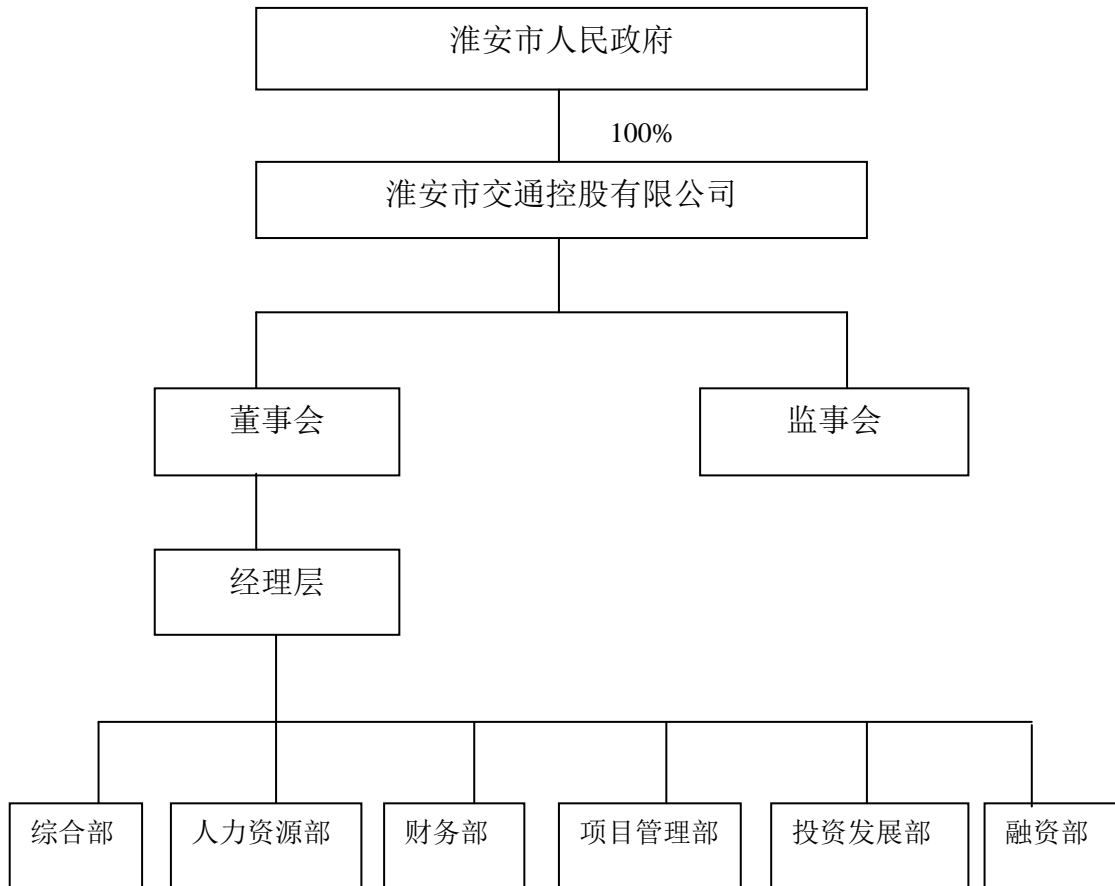 淮安市人民政府
100%
淮安市交通控股有限公司
董事会
监事会
经理层
综合部
人力资源部
财务部
项目管理部
投资发展部
融资部